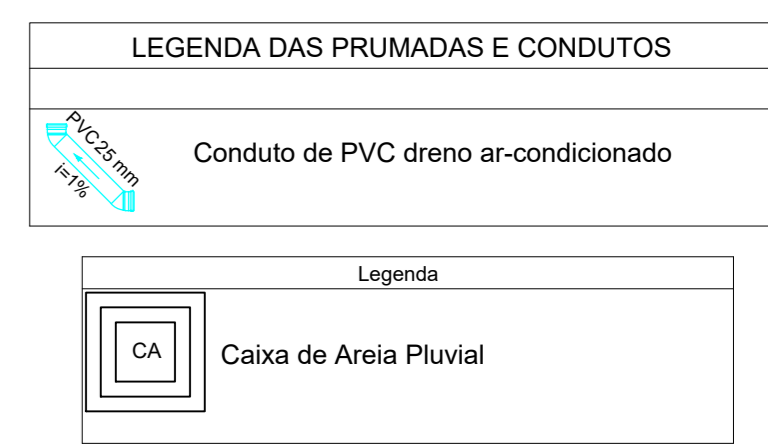 LEGENDA DAS PRUMADAS E CONDUTOS
PVC25 mm
i=1%
Conduto de PVC dreno ar-condicionado
Legenda
CA
Caixa de Areia Pluvial